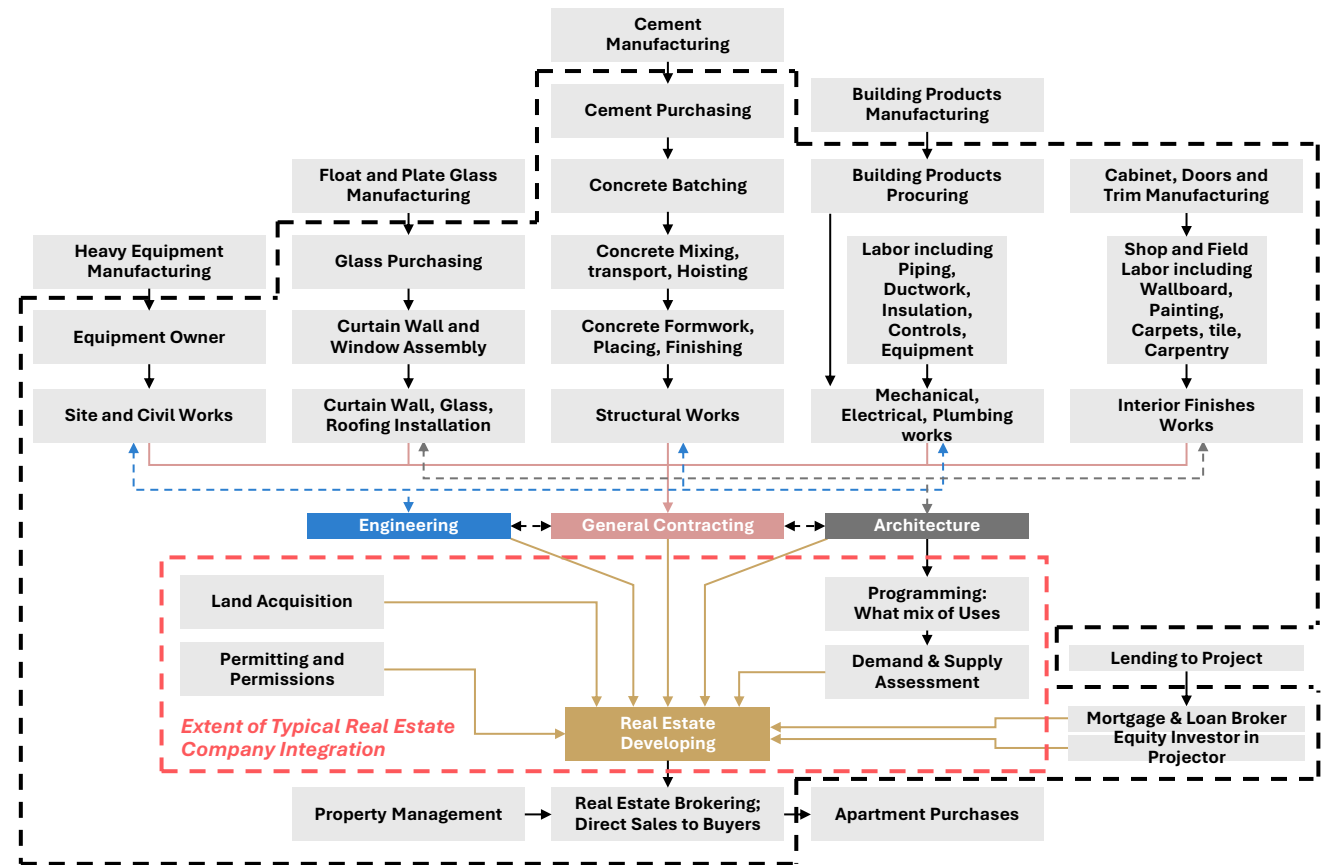 Cement
Manufacturing
Cement Purchasing
Building Products
Manufacturing
Float and Plate Glass
Manufacturing
Concrete Batching
Building Products
Procuring
Cabinet, Doors and
Trim Manufacturing
Heavy Equipment
Manufacturing
Glass Purchasing
Concrete Mixing,
transport, Hoisting
Labor including
Piping,
Ductwork,
Insulation,
Controls,
Equipment
Shop and Field
Labor including
Wallboard,
Painting,
Carpets, tile,
Carpentry
Equipment Owner
Curtain Wall and
Window Assembly
Concrete Formwork,
Placing, Finishing
Site and Civil Works
Curtain Wall, Glass,
Roofing Installation
Structural Works
Mechanical,
Electrical, Plumbing
works
Interior Finishes
Works
Engineering
General Contracting
Architecture
Land Acquisition
Programming:
What mix of Uses
Permitting and
Permissions
Demand & Supply
Assessment
Lending to Project
Extent of Typical Real Estate
Company Integration
Real Estate
Developing
Mortgage & Loan Broker
Equity Investor in
Projector
Property Management
Real Estate Brokering;
Direct Sales to Buyers
Apartment Purchases